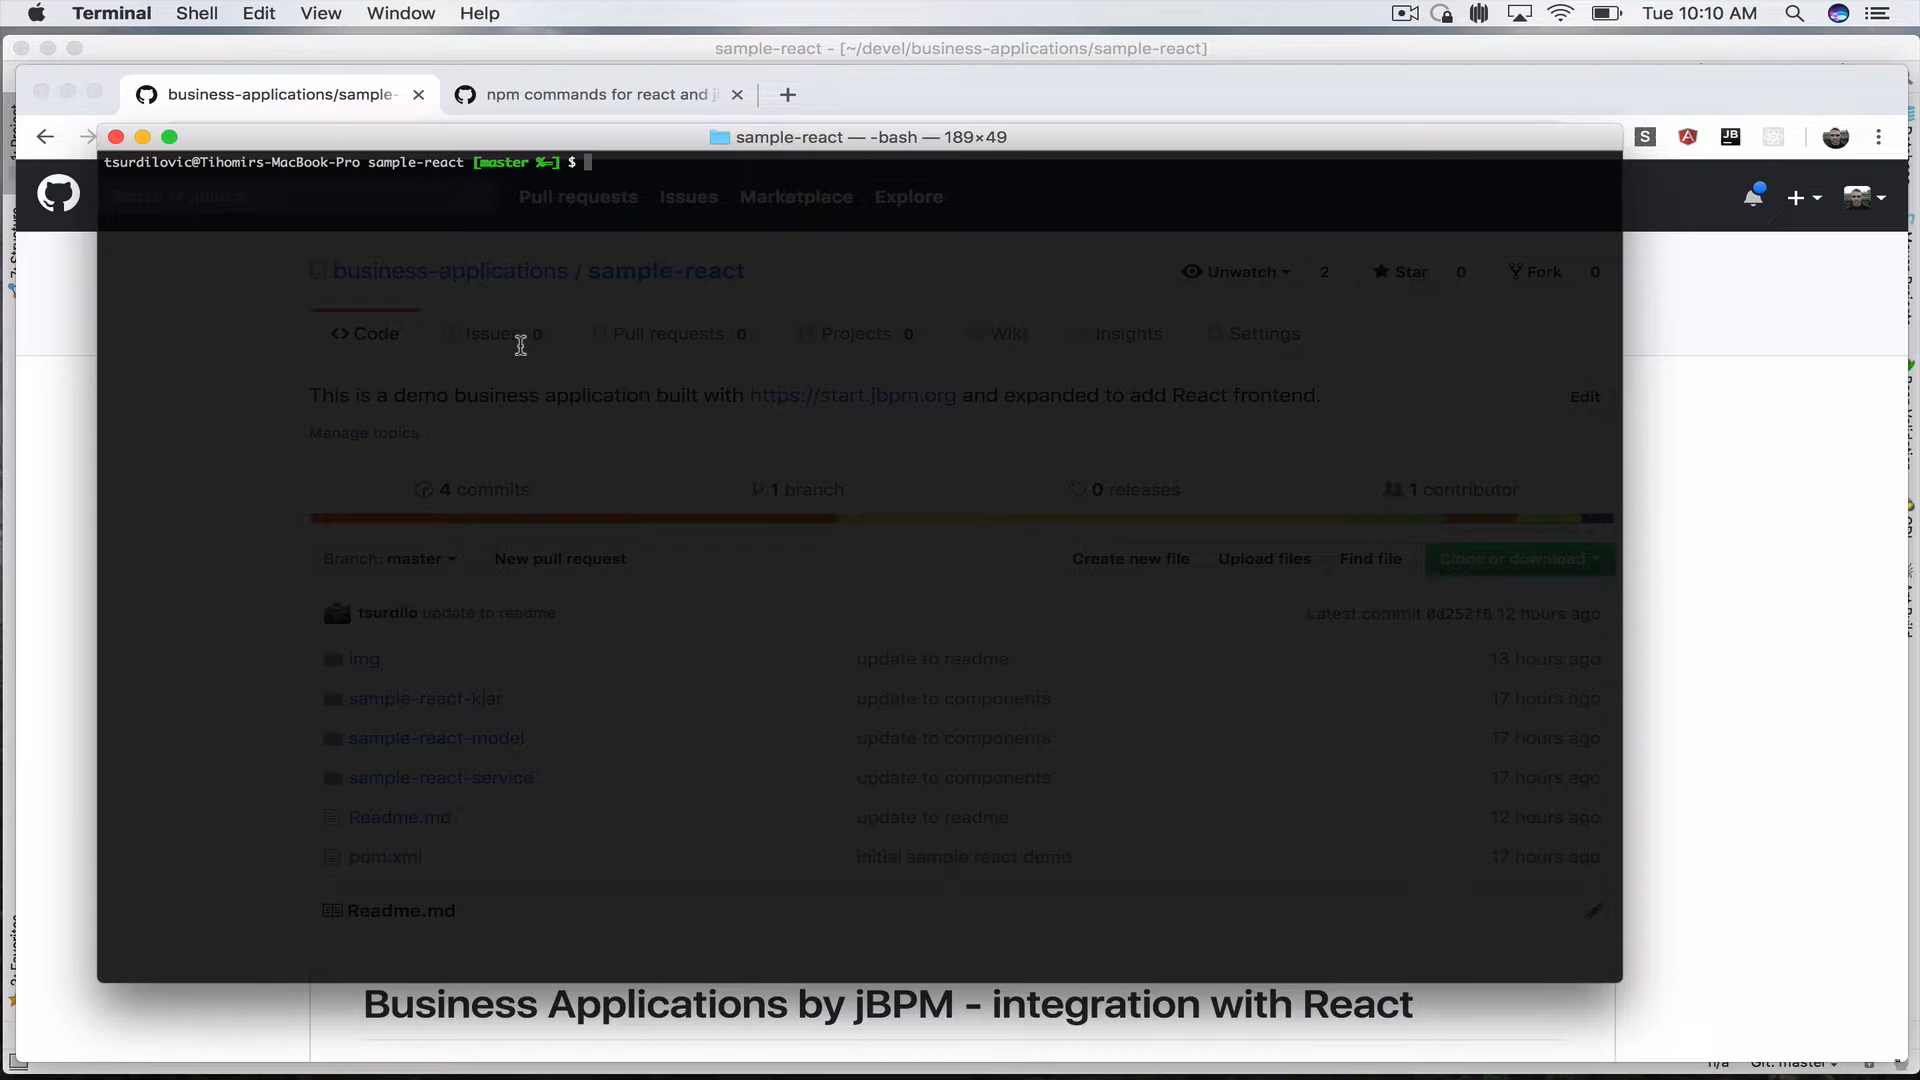 Terminal Shell Edit View Window Help Tue 10:10 AM
sample-react - [~/devel/business-applications/sample-react]
business-applications/sample- npm commands for react and j
sample-react — -bash — 189×49
S JB
tsurdilovic@Tihomirs-MacBook-Pro sample-react [master %=] $
Pull requests Issues Marketplace Explore
business-applications / sample-react
Unwatch 2 Star 0 Fork 0
<> Code Issues 0 Pull requests 0 Projects 0 Wiki Insights Settings
This is a demo business application built with https://start.jbpm.org and expanded to add React frontend. Edit
Manage topics
4 commits 1 branch 0 releases 1 contributor
Branch: master New pull request Create new file Upload files Find file Clone or download
tsurdilo update to readme Latest commit 0d252f6 12 hours ago
img update to readme 13 hours ago
sample-react-kjar update to components 17 hours ago
sample-react-model update to components 17 hours ago
sample-react-service update to components 17 hours ago
Readme.md update to readme 12 hours ago
pom.xml initial sample react demo 17 hours ago
Readme.md
Business Applications by jBPM - integration with React
n/a Git: master